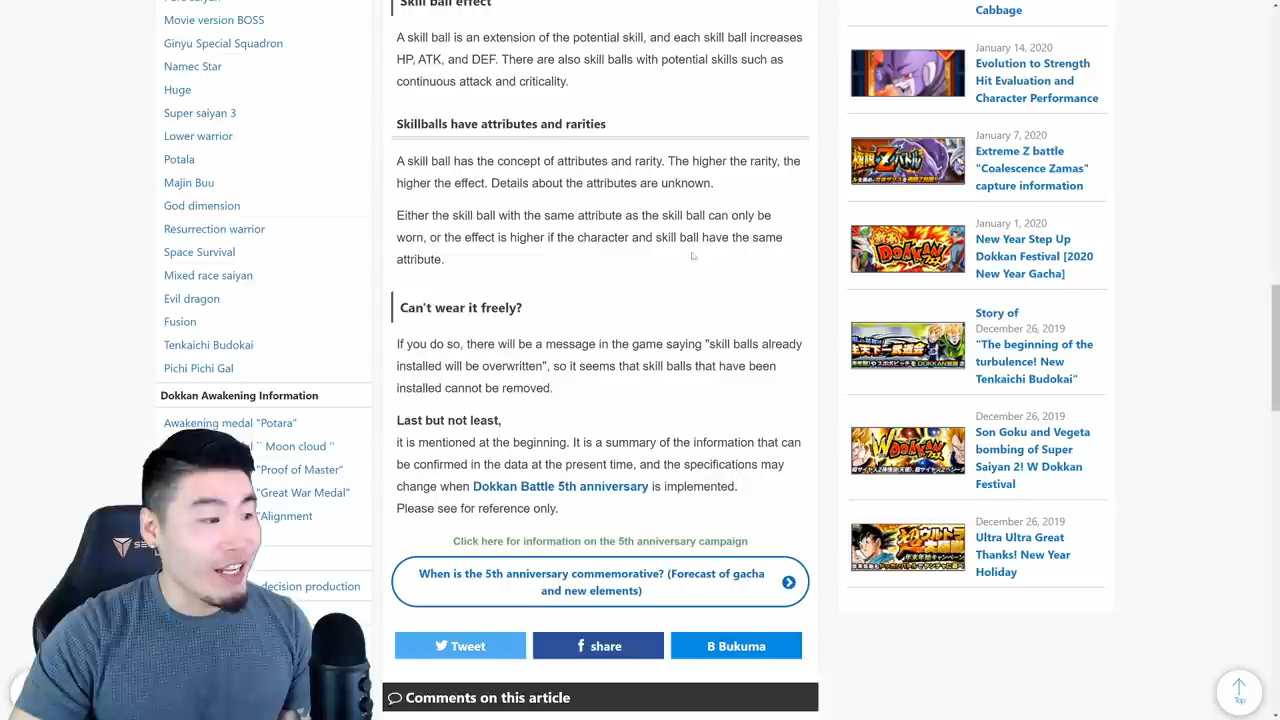 Movie version BOSS
Ginyu Special Squadron
Namec Star
Huge
Super saiyan 3
Lower warrior
Potala
Majin Buu
God dimension
Resurrection warrior
Space Survival
Mixed race saiyan
Evil dragon
Fusion
Tenkaichi Budokai
Pichi Pichi Gal
Dokkan Awakening Information
Awakening medal "Potara"
`` Moon cloud ''
"Proof of Master"
"Great War Medal"
"Alignment
decision production
Skill ball effect
A skill ball is an extension of the potential skill, and each skill ball increases
HP, ATK, and DEF. There are also skill balls with potential skills such as
continuous attack and criticality.
Skillballs have attributes and rarities
A skill ball has the concept of attributes and rarity. The higher the rarity, the
higher the effect. Details about the attributes are unknown.
Either the skill ball with the same attribute as the skill ball can only be
worn, or the effect is higher if the character and skill ball have the same
attribute.
Can't wear it freely?
If you do so, there will be a message in the game saying "skill balls already
installed will be overwritten", so it seems that skill balls that have been
installed cannot be removed.
Last but not least,
it is mentioned at the beginning. It is a summary of the information that can
be confirmed in the data at the present time, and the specifications may
change when Dokkan Battle 5th anniversary is implemented.
Please see for reference only.
Click here for information on the 5th anniversary campaign
When is the 5th anniversary commemorative? (Forecast of gacha
and new elements)
Tweet
f share
B Bukuma
Comments on this article
Cabbage
January 14, 2020
Evolution to Strength
Hit Evaluation and
Character Performance
January 7, 2020
Extreme Z battle
"Coalescence Zamas"
capture information
January 1, 2020
New Year Step Up
Dokkan Festival [2020
New Year Gacha]
Story of
December 26, 2019
"The beginning of the
turbulence! New
Tenkaichi Budokai"
December 26, 2019
Son Goku and Vegeta
bombing of Super
Saiyan 2! W Dokkan
Festival
December 26, 2019
Ultra Ultra Great
Thanks! New Year
Holiday
Top